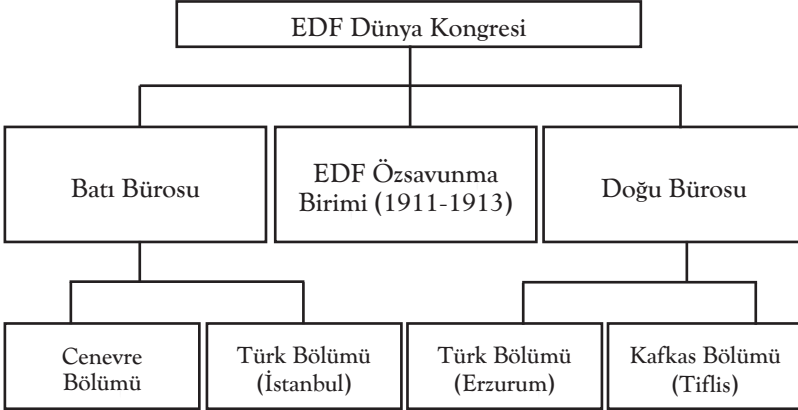 EDF Dünya Kongresi
Batı Bürosu
EDF Özsavunma
Birimi (1911-1913)
Doğu Bürosu
Cenevre
Bölümü
Türk Bölümü
(İstanbul)
Türk Bölümü
(Erzurum)
Kafkas Bölümü
(Tiflis)